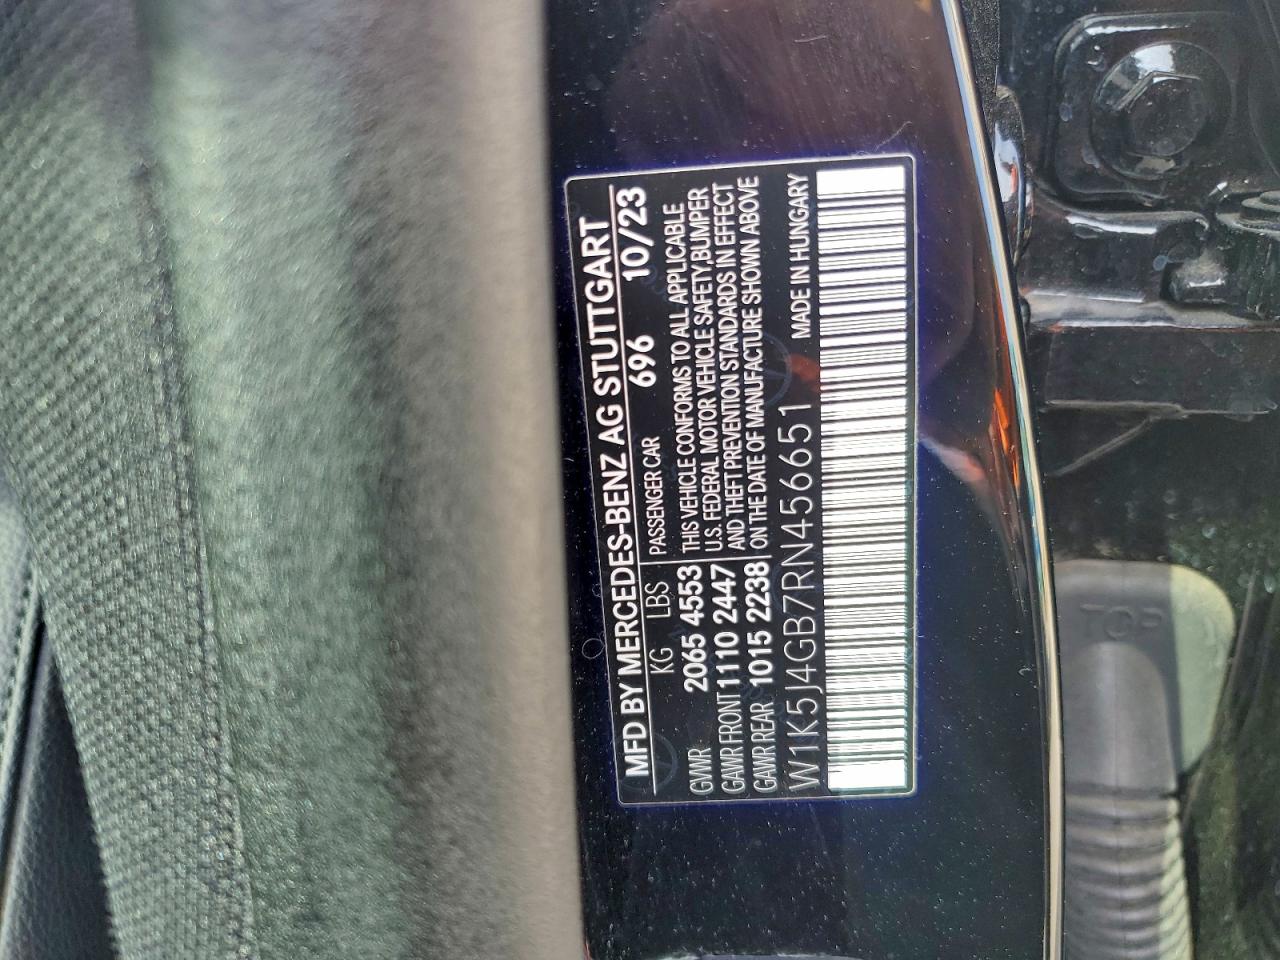 MFD BY MERCEDES-BENZ AG STUTTGART
KG LBS PASSENGER CAR 696 10/23
GVWR 2065 4553 THIS VEHICLE CONFORMS TO ALL APPLICABLE
GAWR FRONT 1110 2447 U.S. FEDERAL MOTOR VEHICLE SAFETY,BUMPER
GAWR REAR 1015 2238 AND THEFT PREVENTION STANDARDS IN EFFECT
ON THE DATE OF MANUFACTURE SHOWN ABOVE
W1K5J4GB7RN456651 MADE IN HUNGARY
TOP